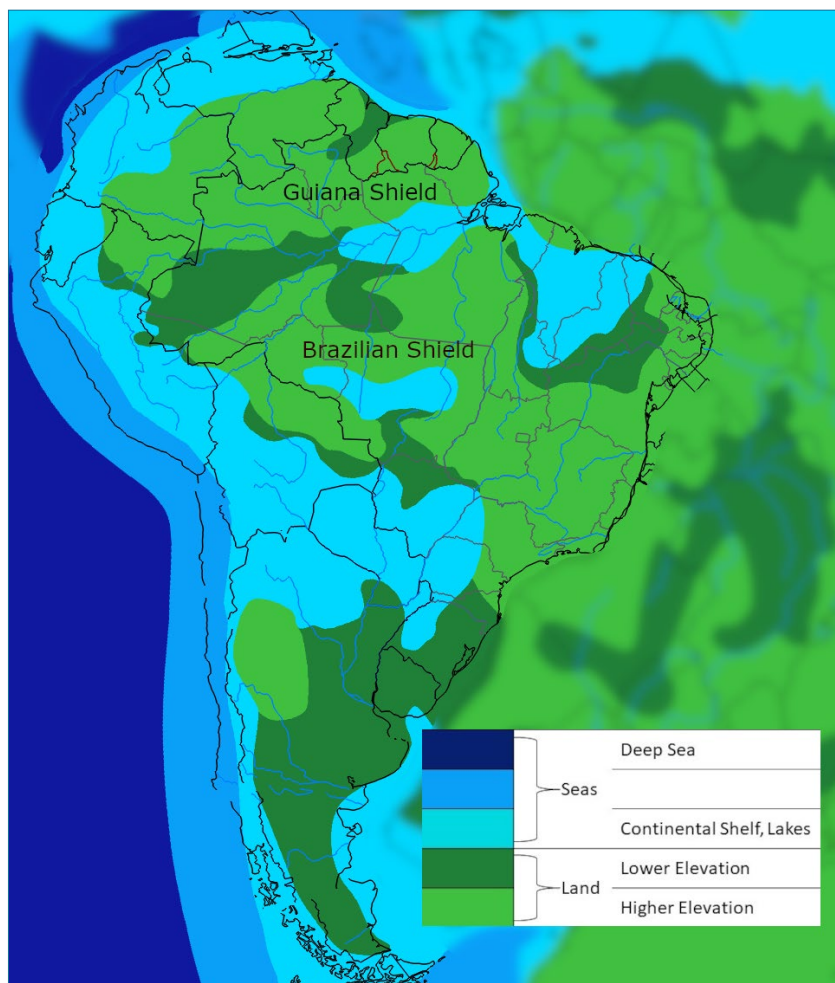 Guiana Shield
Brazilian Shield
Deep Sea
Seas
Continental Shelf, Lakes
Lower Elevation
Land
Higher Elevation